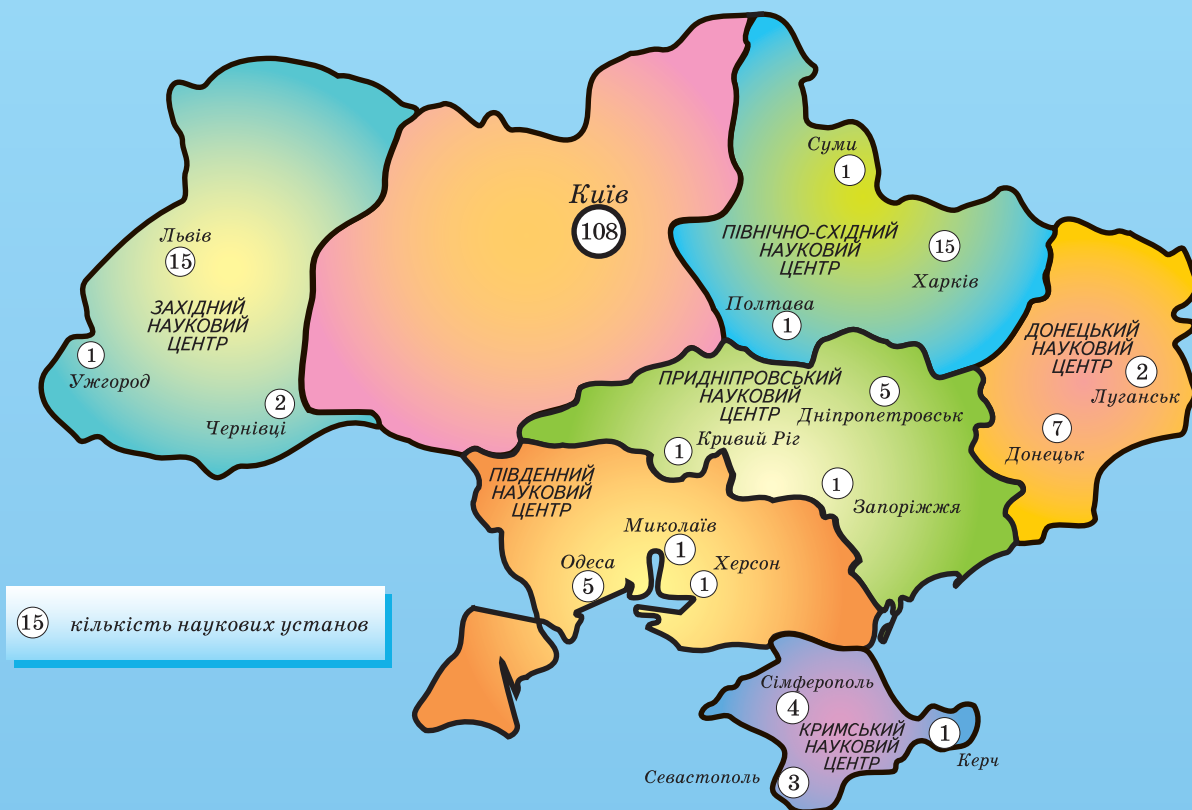 Суми
1
Київ
108
ПІВНІЧНО-СХІДНИЙ
НАУКОВИЙ
ЦЕНТР
15
Харків
Полтава
1
Львів
15
ЗАХІДНИЙ
НАУКОВИЙ
ЦЕНТР
1
Ужгород
2
Чернівці
ДОНЕЦЬКИЙ
НАУКОВИЙ
ЦЕНТР
2
Луганськ
7
Донецьк
ПРИДНІПРОВСЬКИЙ
НАУКОВИЙ
ЦЕНТР
5
Дніпропетровськ
1
Кривий Ріг
1
Запоріжжя
ПІВДЕННИЙ
НАУКОВИЙ
ЦЕНТР
Миколаїв
1
Одеса
5
Херсон
1
15 кількість наукових установ
Сімферополь
4
КРИМСЬКИЙ
НАУКОВИЙ
ЦЕНТР
1
Керч
Севастополь
3